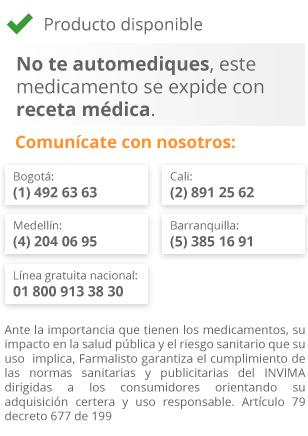 Producto disponible
No te automediques, este
medicamento se expide con
receta médica.
Comunícate con nosotros:
Bogotá:
(1) 492 63 63
Cali:
(2) 891 25 62
Medellín:
(4) 204 06 95
Barranquilla:
(5) 385 16 91
Línea gratuita nacional:
01 800 913 38 30
Ante la importancia que tienen los medicamentos, su
impacto en la salud pública y el riesgo sanitario que su
uso implica, Farmalisto garantiza el cumplimiento de
las normas sanitarias y publicitarias del INVIMA
dirigidas a los consumidores orientando su
adquisición certera y uso responsable. Artículo 79
decreto 677 de 199